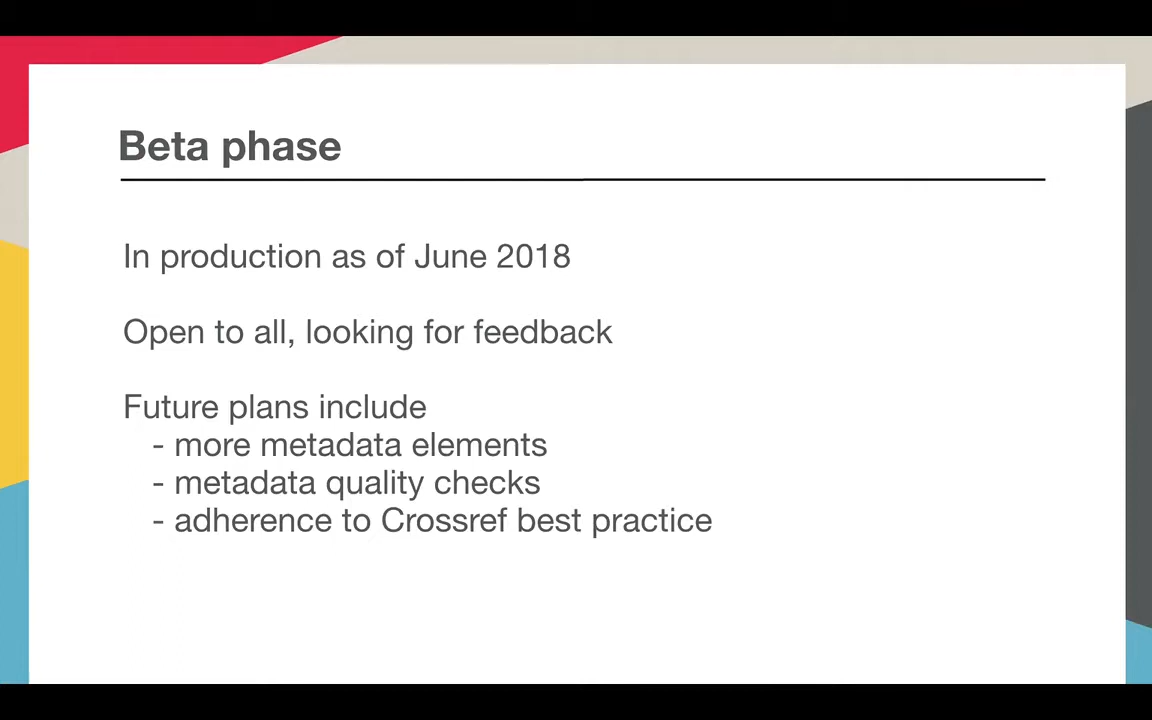 Beta phase
In production as of June 2018
Open to all, looking for feedback
Future plans include
- more metadata elements
- metadata quality checks
- adherence to Crossref best practice